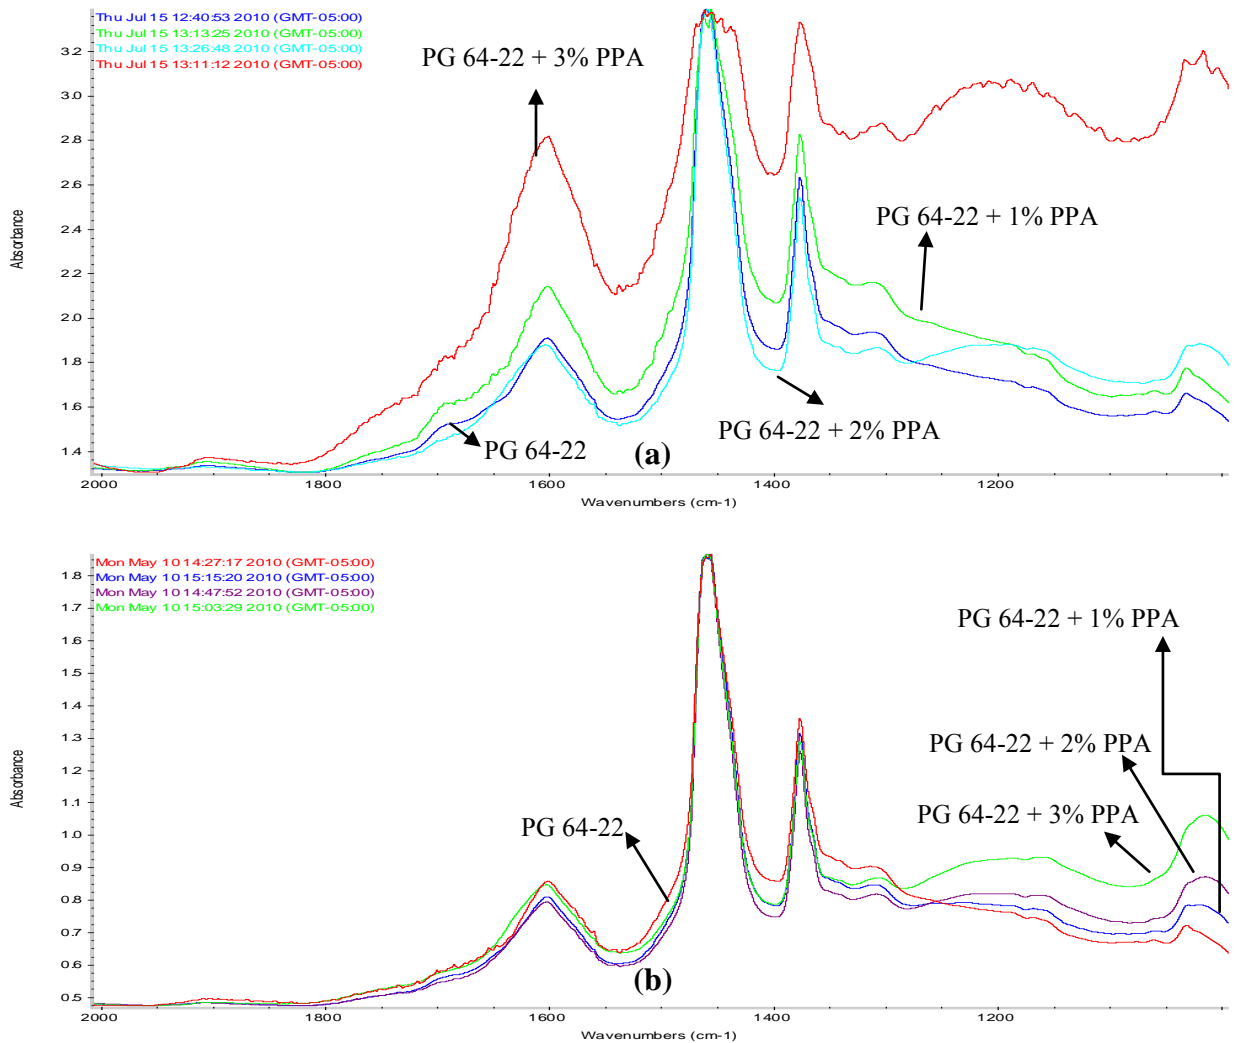 Thu Jul 15 12:40:53 2010 (GMT-05:00)
Thu Jul 15 13:13:25 2010 (GMT-05:00)
Thu Jul 15 13:26:48 2010 (GMT-05:00)
Thu Jul 15 13:11:12 2010 (GMT-05:00)
PG 64-22 + 3% PPA
PG 64-22 + 1% PPA
PG 64-22 + 2% PPA
PG 64-22
(a)
Absorbance
3.2
3.0
2.8
2.6
2.4
2.2
2.0
1.8
1.6
1.4
2000 1800 1600 1400 1200
Wavenumbers (cm-1)
Mon May 10 14:27:17 2010 (GMT-05:00)
Mon May 10 15:15:20 2010 (GMT-05:00)
Mon May 10 14:47:52 2010 (GMT-05:00)
Mon May 10 15:03:29 2010 (GMT-05:00)
PG 64-22 + 1% PPA
PG 64-22 + 2% PPA
PG 64-22 + 3% PPA
PG 64-22
(b)
Absorbance
1.8
1.7
1.6
1.5
1.4
1.3
1.2
1.1
1.0
0.9
0.8
0.7
0.6
0.5
2000 1800 1600 1400 1200
Wavenumbers (cm-1)